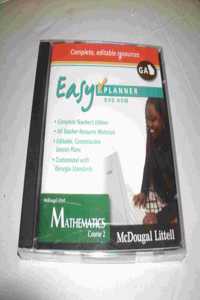 Complete, editable resources
GA
Easy PLANNER
DVD-ROM
• Complete Teacher's Edition
• All Teacher Resource Materials
• Editable, Customizable
Lesson Plans
• Customized with
Georgia Standards
McDougal Littell
MATHEMATICS
Course 2
McDougal Littell